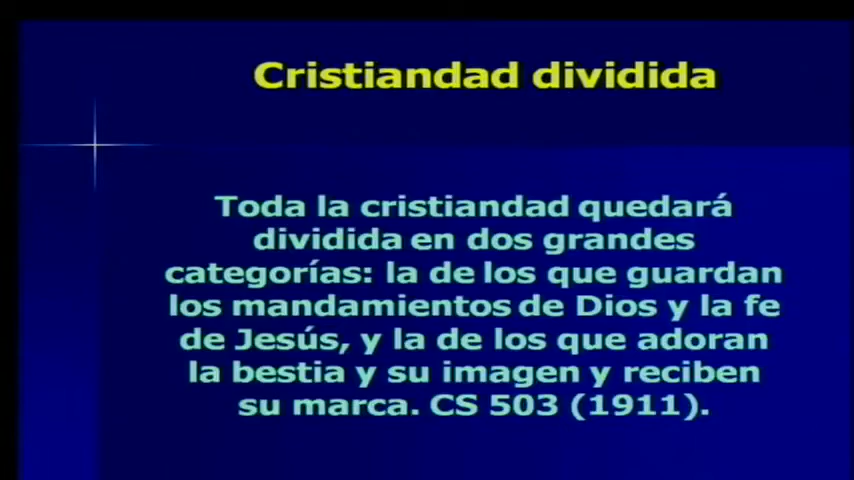 Cristiandad dividida
Toda la cristiandad quedará
dividida en dos grandes
categorías: la de los que guardan
los mandamientos de Dios y la fe
de Jesús, y la de los que adoran
la bestia y su imagen y reciben
su marca. CS 503 (1911).